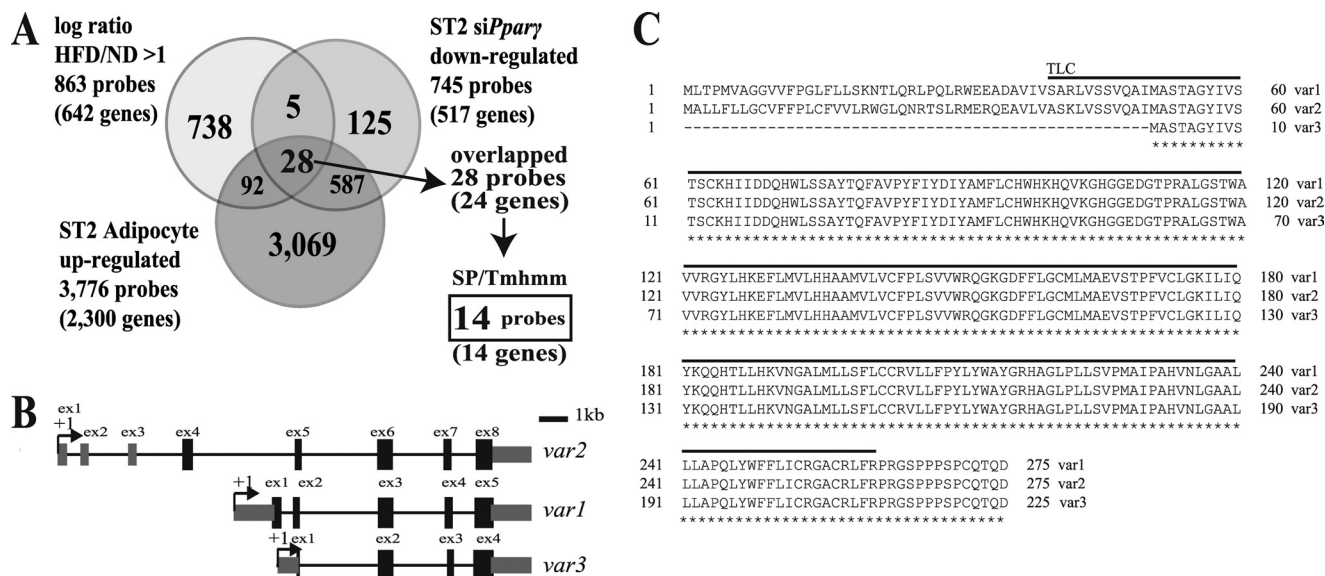 A
log ratio
HFD/ND >1
863 probes
(642 genes)
ST2 siPparγ
down-regulated
745 probes
(517 genes)
738
5
125
28
92
587
3,069
overlapped
28 probes
(24 genes)
ST2 Adipocyte
up-regulated
3,776 probes
(2,300 genes)
SP/Tmhmm
14 probes
(14 genes)
B
1kb
ex1
+1
ex2 ex3 ex4 ex5 ex6 ex7 ex8
var2
+1 ex1 ex2 ex3 ex4 ex5
var1
+1 ex1 ex2 ex3 ex4
var3
C
TLC
1 MLTPMVAGGVVFPGLFLLSKNTLQRLPQLRWEEADAVIVSARLVSSVQAIMASTAGYIVS 60 var1
1 MALLFLLGCVFFPLCFVVLRWGLQNRTSLRMERQEAVLVASKLVSSVQAIMASTAGYIVS 60 var2
1 --------------------------------------------------MASTAGYIVS 10 var3
**********
61 TSCKHIIDDQHWLSSAYTQFAVPYFIYDIYAMFLCHWHKHQVKGHGGEDGTPRALGSTWA 120 var1
61 TSCKHIIDDQHWLSSAYTQFAVPYFIYDIYAMFLCHWHKHQVKGHGGEDGTPRALGSTWA 120 var2
11 TSCKHIIDDQHWLSSAYTQFAVPYFIYDIYAMFLCHWHKHQVKGHGGEDGTPRALGSTWA 70 var3
************************************************************
121 VVRGYLHKEFLMVLHHAAMVLVCFPLSVVWRQGKGDFFLGCMLMAEVSTPFVCLGKILIQ 180 var1
121 VVRGYLHKEFLMVLHHAAMVLVCFPLSVVWRQGKGDFFLGCMLMAEVSTPFVCLGKILIQ 180 var2
71 VVRGYLHKEFLMVLHHAAMVLVCFPLSVVWRQGKGDFFLGCMLMAEVSTPFVCLGKILIQ 130 var3
************************************************************
181 YKQQHTLLHKVNGALMLLSFLCCRVLLFPYLYWAYGRHAGLPLLSVPMAIPAHVNLGAAL 240 var1
181 YKQQHTLLHKVNGALMLLSFLCCRVLLFPYLYWAYGRHAGLPLLSVPMAIPAHVNLGAAL 240 var2
131 YKQQHTLLHKVNGALMLLSFLCCRVLLFPYLYWAYGRHAGLPLLSVPMAIPAHVNLGAAL 190 var3
************************************************************
241 LLAPQLYWFFLICRGACRLFRPRGSPPPSPCQTQD 275 var1
241 LLAPQLYWFFLICRGACRLFRPRGSPPPSPCQTQD 275 var2
191 LLAPQLYWFFLICRGACRLFRPRGSPPPSPCQTQD 225 var3
***********************************